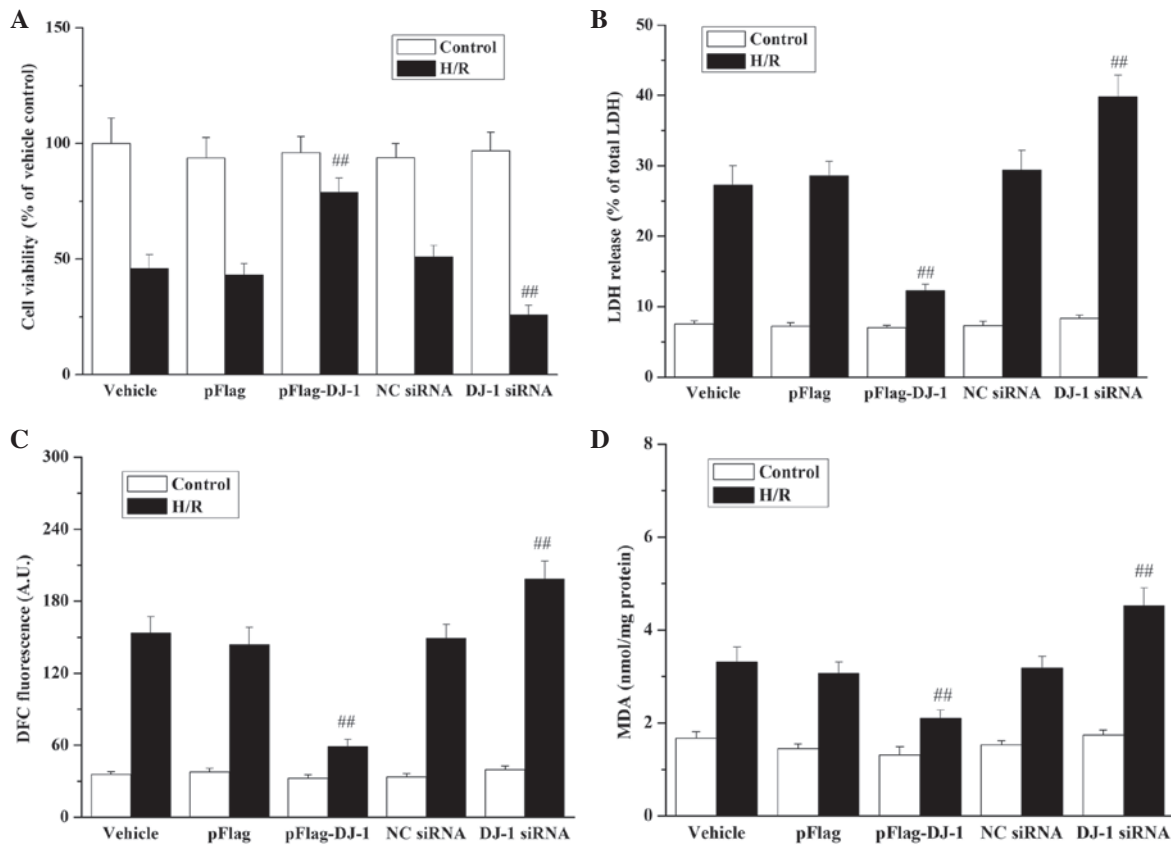 A
Cell viability (% of vehicle control)
150
100
50
0
Control
H/R
##
##
Vehicle
pFlag
pFlag-DJ-1
NC siRNA
DJ-1 siRNA
B
LDH release (% of total LDH)
50
40
30
20
10
0
Control
H/R
##
##
Vehicle
pFlag
pFlag-DJ-1
NC siRNA
DJ-1 siRNA
C
DFC fluorescence (A.U.)
300
240
180
120
60
0
Control
H/R
##
##
Vehicle
pFlag
pFlag-DJ-1
NC siRNA
DJ-1 siRNA
D
MDA (nmol/mg protein)
8
6
4
2
0
Control
H/R
##
##
Vehicle
pFlag
pFlag-DJ-1
NC siRNA
DJ-1 siRNA